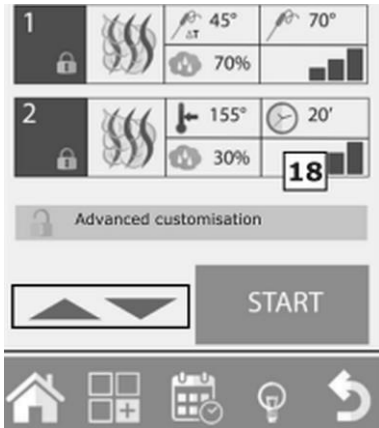 1 45° 70°
ΔT
70%
2 155° 20'
30% 18
Advanced customisation
START